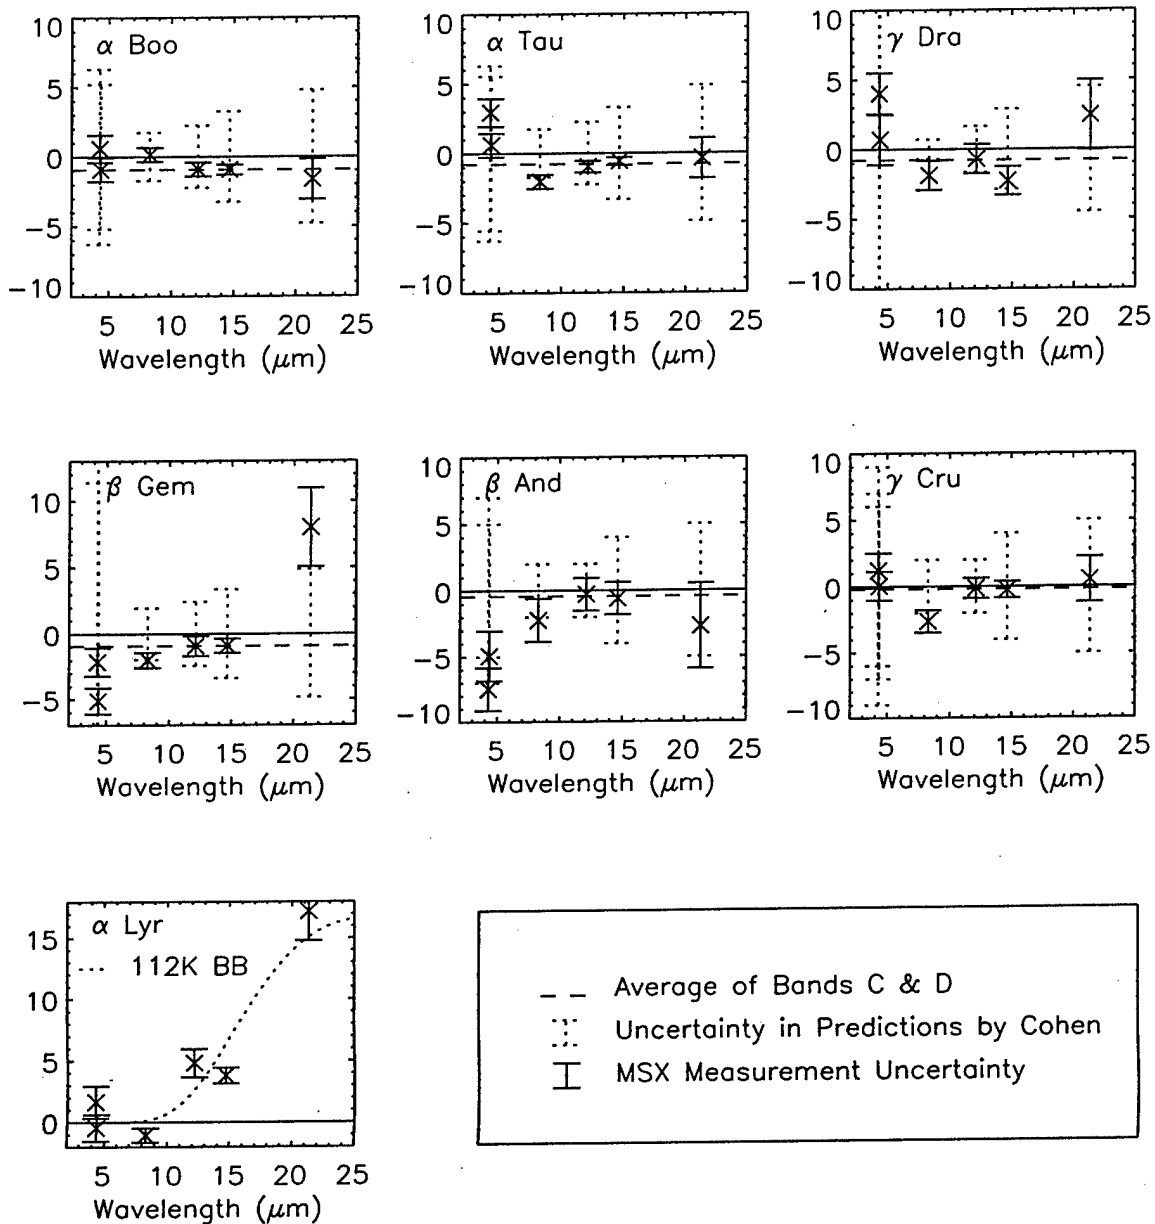 α Boo
10
5
0
−5
−10
5 10 15 20 25
Wavelength (μm)
α Tau
10
5
0
−5
−10
5 10 15 20 25
Wavelength (μm)
γ Dra
10
5
0
−5
−10
5 10 15 20 25
Wavelength (μm)
β Gem
10
5
0
−5
5 10 15 20 25
Wavelength (μm)
β And
10
5
0
−5
−10
5 10 15 20 25
Wavelength (μm)
γ Cru
10
5
0
−5
−10
5 10 15 20 25
Wavelength (μm)
α Lyr
112K BB
15
10
5
0
5 10 15 20 25
Wavelength (μm)
Average of Bands C & D
Uncertainty in Predictions by Cohen
MSX Measurement Uncertainty